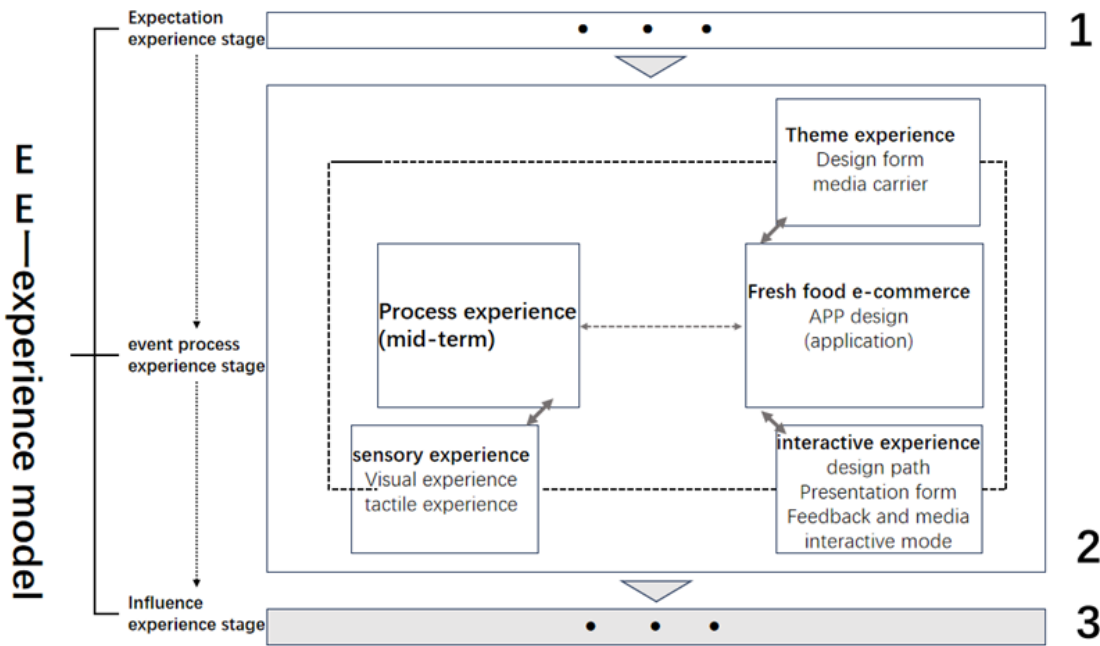 Expectation
experience stage
• • •
1
E E—experience model
event process
experience stage
Theme experience
Design form
media carrier
Process experience
(mid-term)
Fresh food e-commerce
APP design
(application)
sensory experience
Visual experience
tactile experience
interactive experience
design path
Presentation form
Feedback and media
interactive mode
2
Influence
experience stage
• • •
3